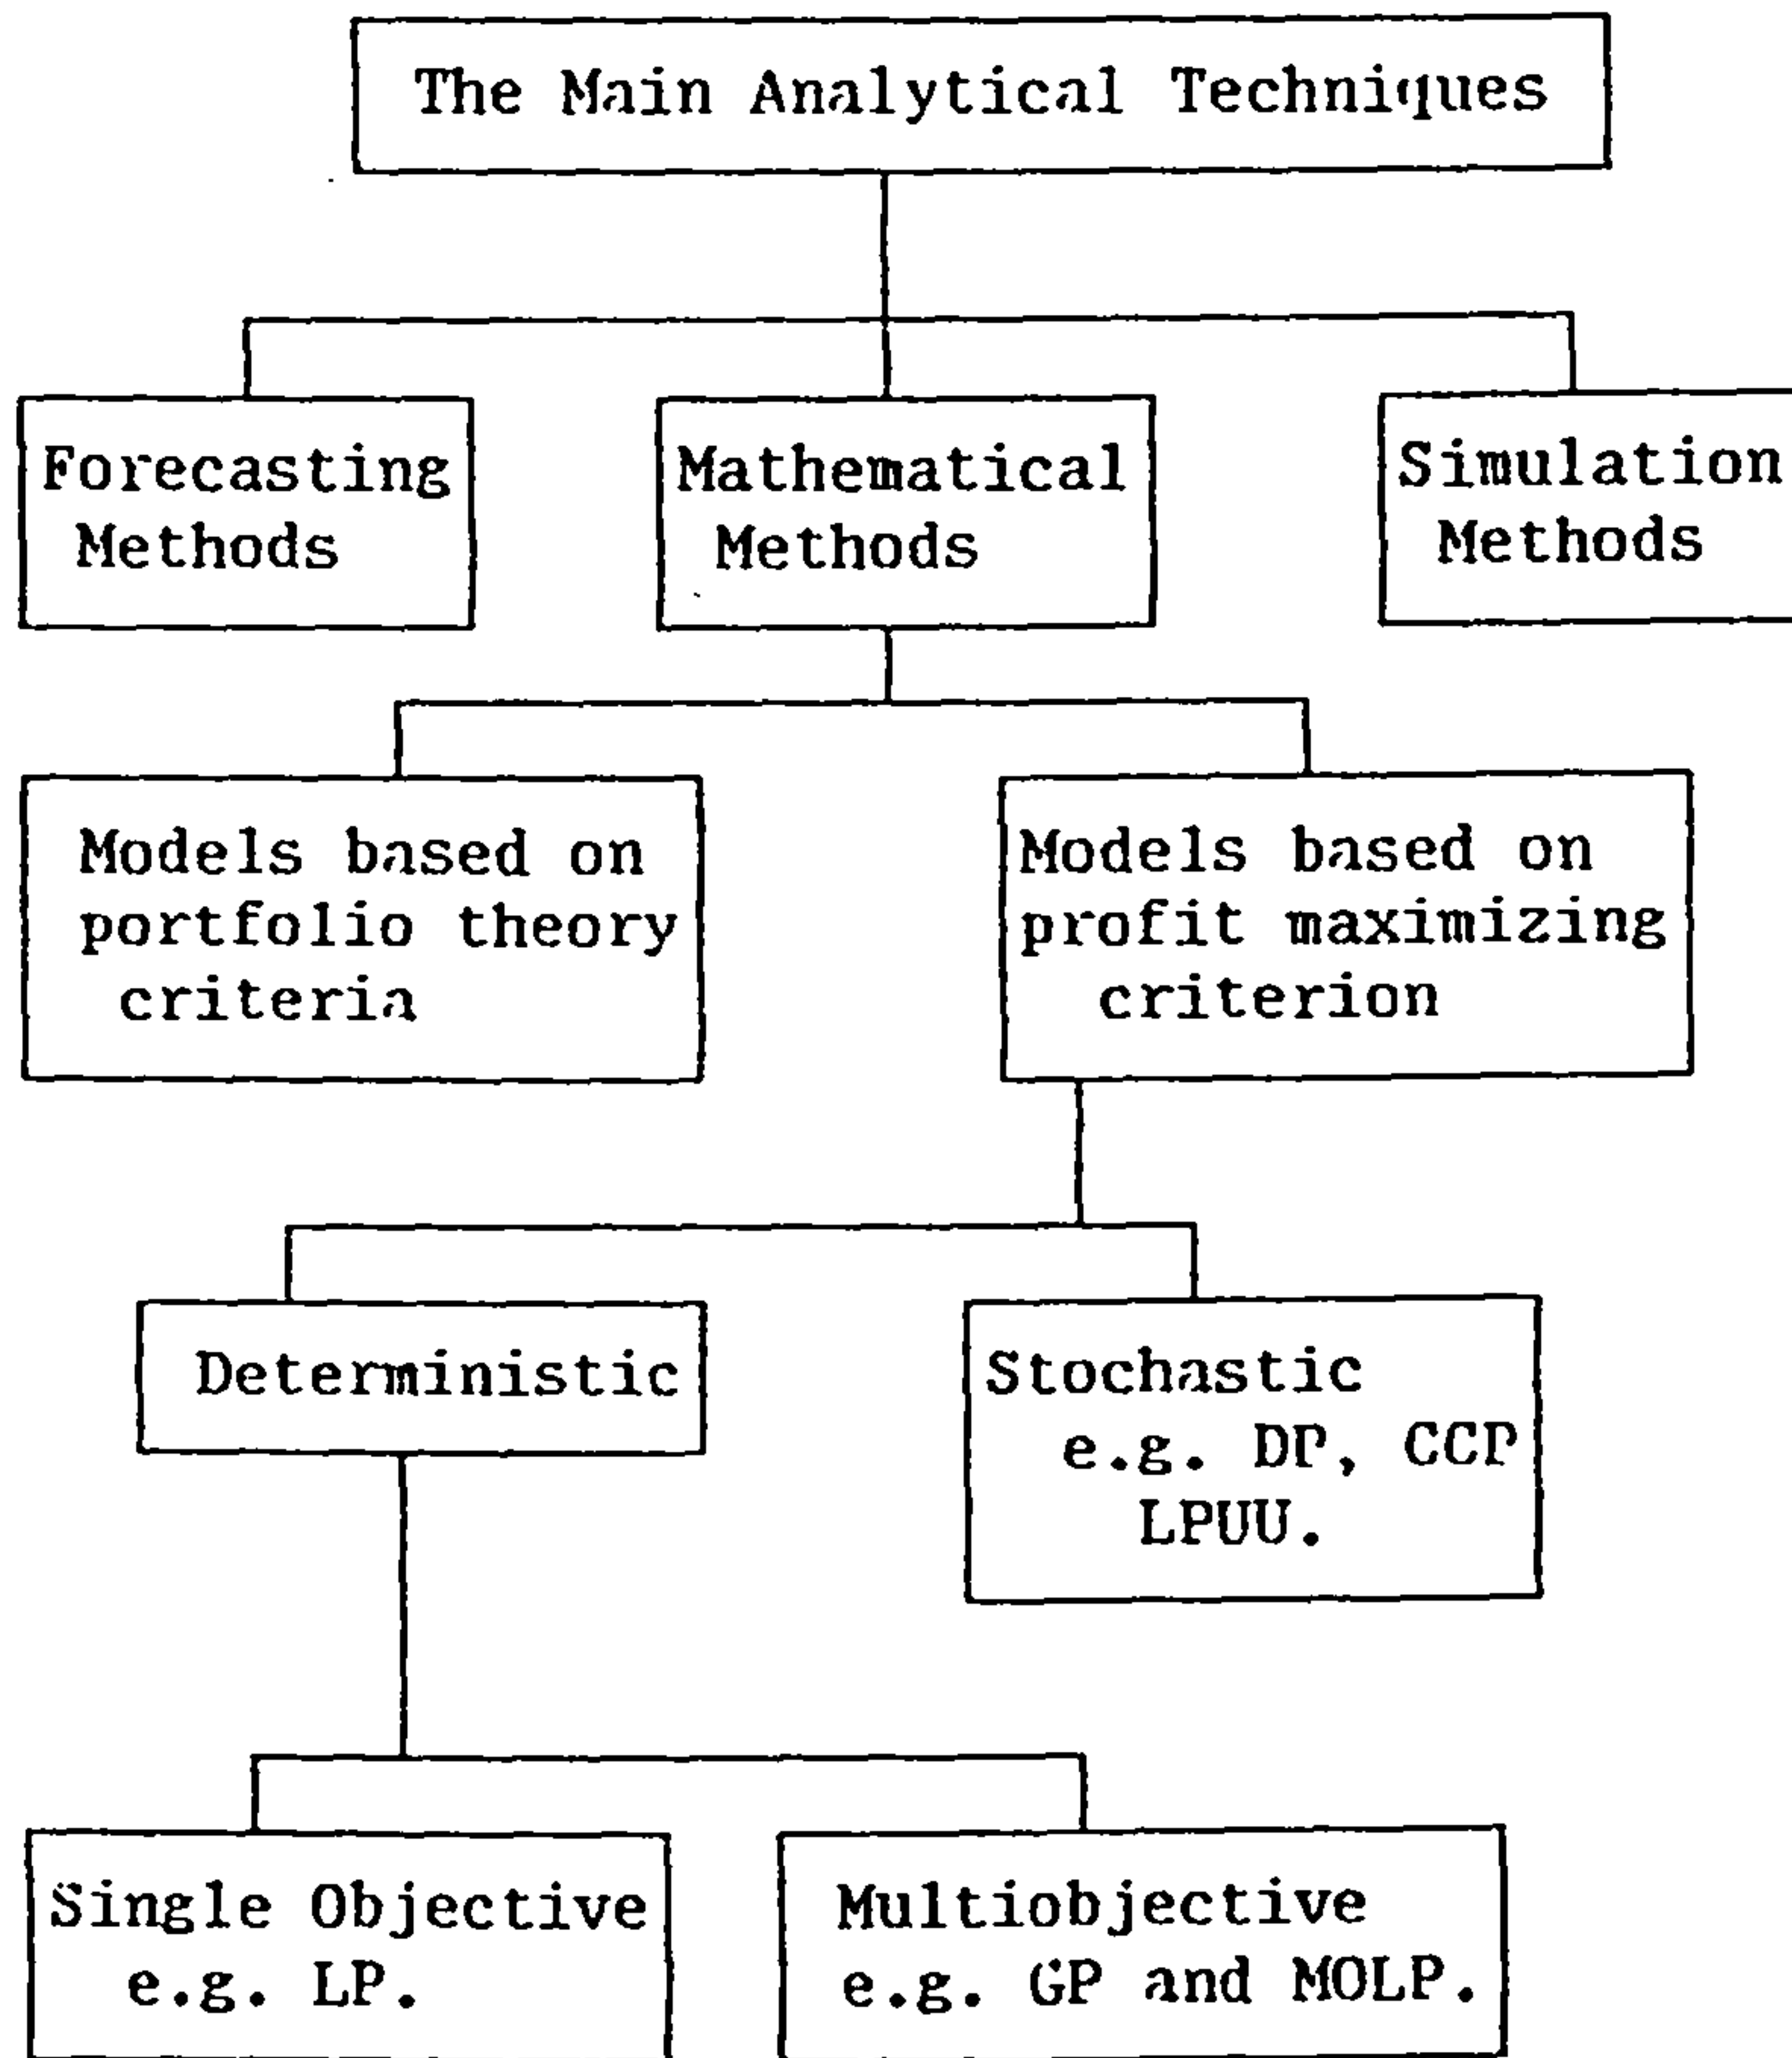 The Main Analytical Techniques
Forecasting
Methods
Mathematical
Methods
Simulation
Methods
Models based on
portfolio theory
criteria
Models based on
profit maximizing
criterion
Deterministic
Stochastic
e.g. DP, CCP
LPUU.
Single Objective
e.g. LP.
Multiobjective
e.g. GP and MOLP.